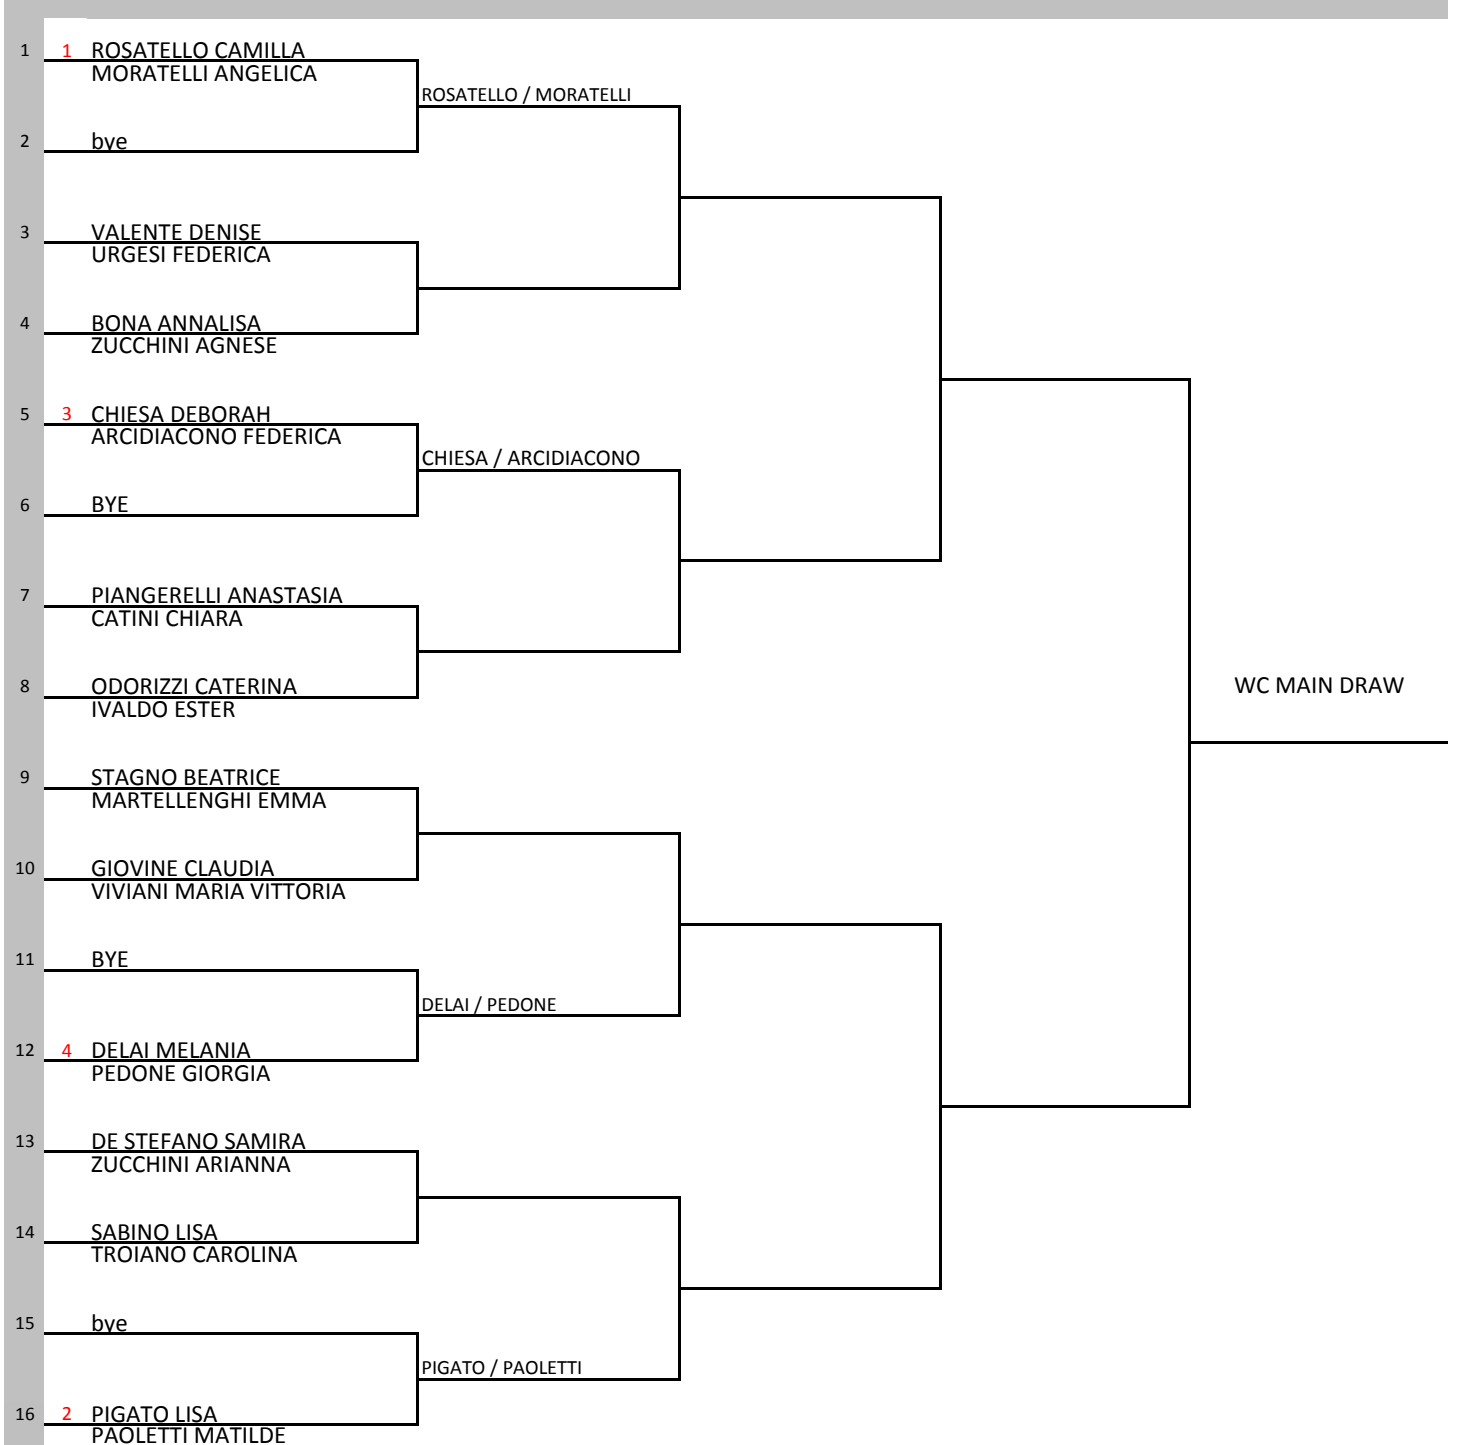 1 1 ROSATELLO CAMILLA
MORATELLI ANGELICA
ROSATELLO / MORATELLI
2 bye
3 VALENTE DENISE
URGESI FEDERICA
4 BONA ANNALISA
ZUCCHINI AGNESE
5 3 CHIESA DEBORAH
ARCIDIACONO FEDERICA
CHIESA / ARCIDIACONO
6 BYE
7 PIANGERELLI ANASTASIA
CATINI CHIARA
8 ODORIZZI CATERINA
IVALDO ESTER
WC MAIN DRAW
9 STAGNO BEATRICE
MARTELLENGHI EMMA
10 GIOVINE CLAUDIA
VIVIANI MARIA VITTORIA
11 BYE
DELAI / PEDONE
12 4 DELAI MELANIA
PEDONE GIORGIA
13 DE STEFANO SAMIRA
ZUCCHINI ARIANNA
14 SABINO LISA
TROIANO CAROLINA
15 bye
PIGATO / PAOLETTI
16 2 PIGATO LISA
PAOLETTI MATILDE